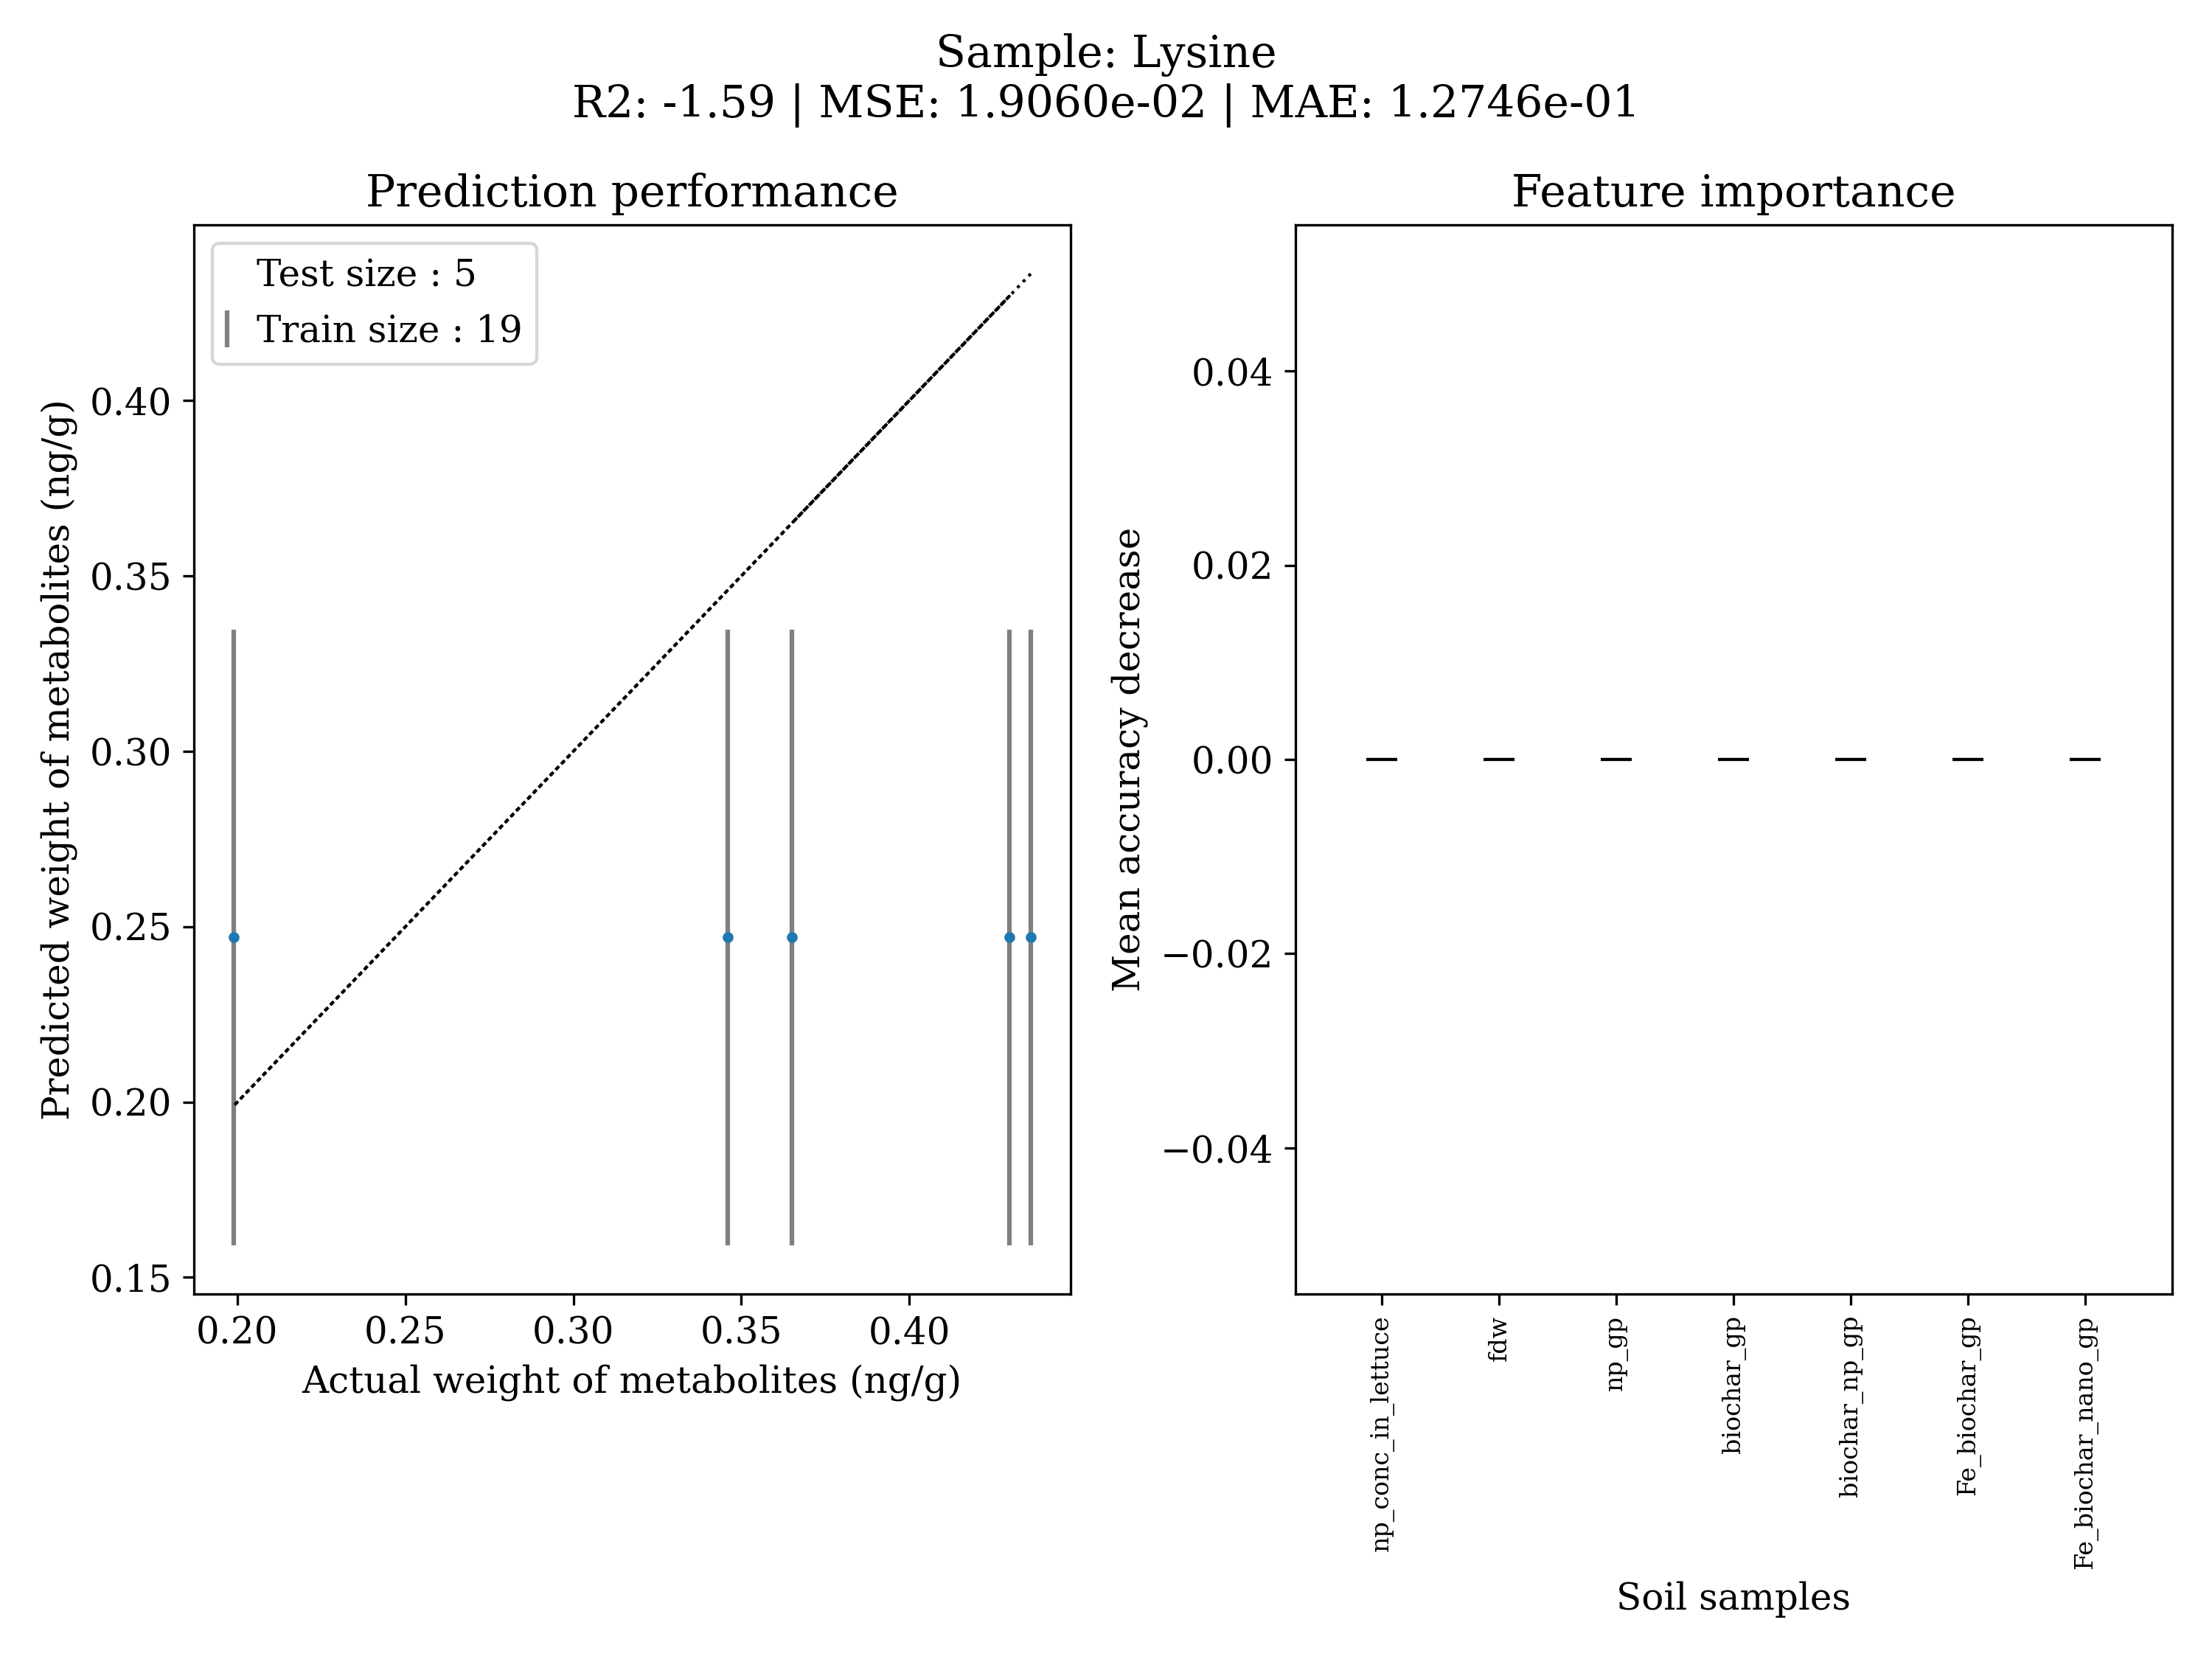 Sample: Lysine
R2: -1.59 | MSE: 1.9060e-02 | MAE: 1.2746e-01
Prediction performance
Test size : 5
Train size : 19
Predicted weight of metabolites (ng/g)
0.40
0.35
0.30
0.25
0.20
0.15
0.20 0.25 0.30 0.35 0.40
Actual weight of metabolites (ng/g)
Feature importance
Mean accuracy decrease
0.04
0.02
0.00
−0.02
−0.04
np_conc_in_lettuce
fdw
np_gp
biochar_gp
biochar_np_gp
Fe_biochar_gp
Fe_biochar_nano_gp
Soil samples